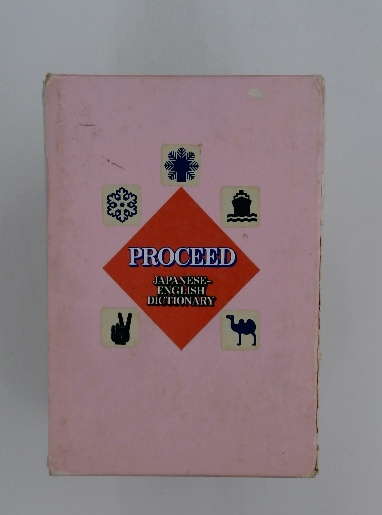 PROCEED
JAPANESE-
ENGLISH
DICTIONARY